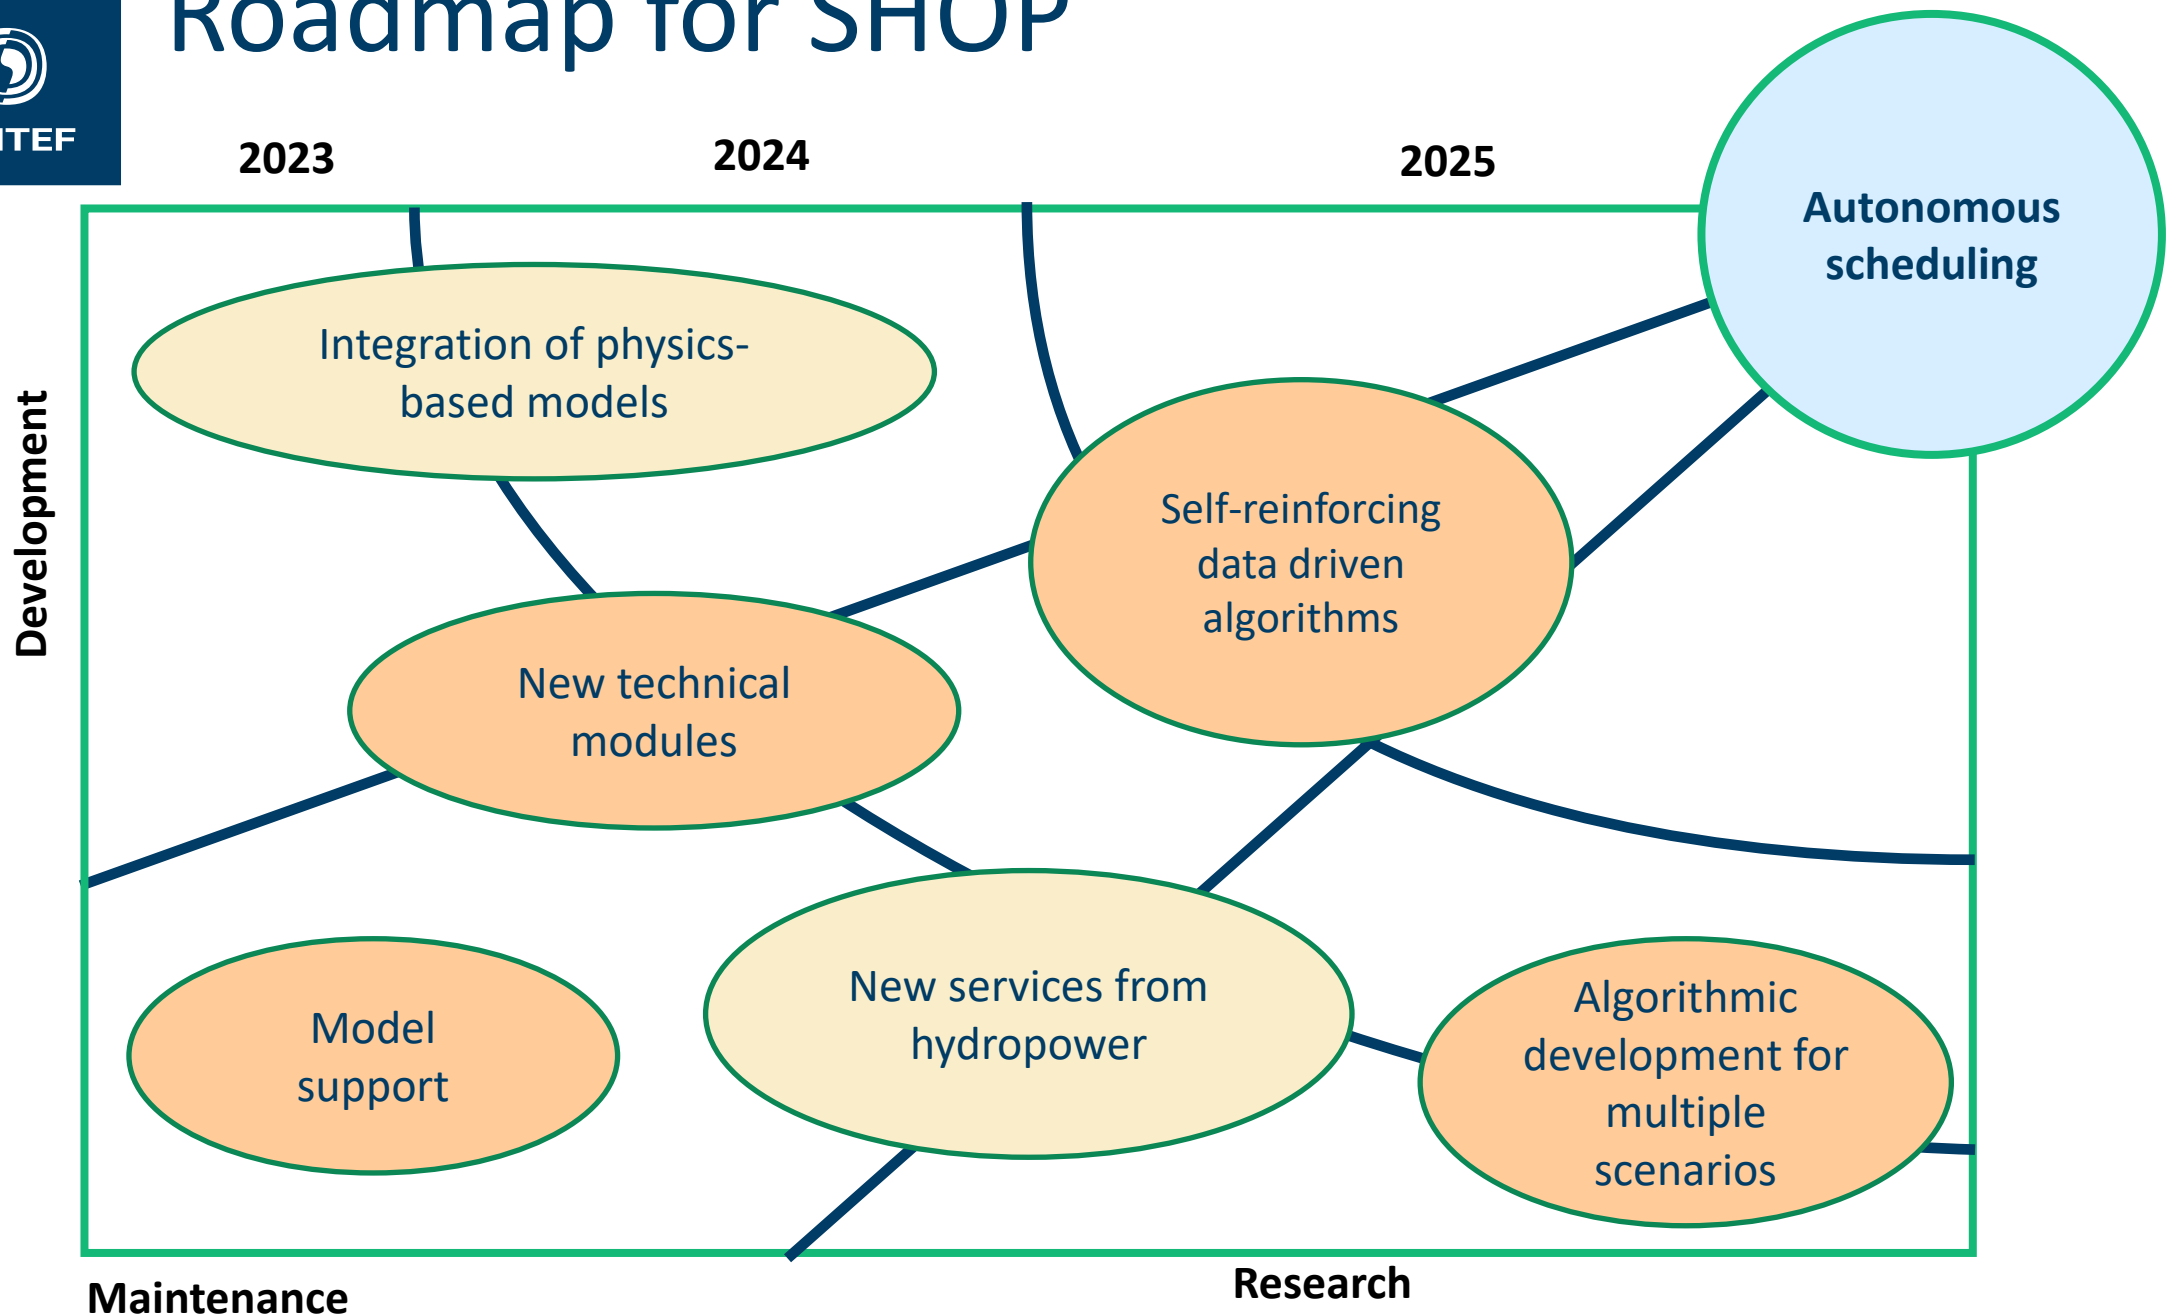 Roadmap for SHOP
NTEF
2023
2024
2025
Autonomous
scheduling
Integration of physics-
based models
Development
Self-reinforcing
data driven
algorithms
New technical
modules
Model
support
New services from
hydropower
Algorithmic
development for
multiple
scenarios
Maintenance
Research